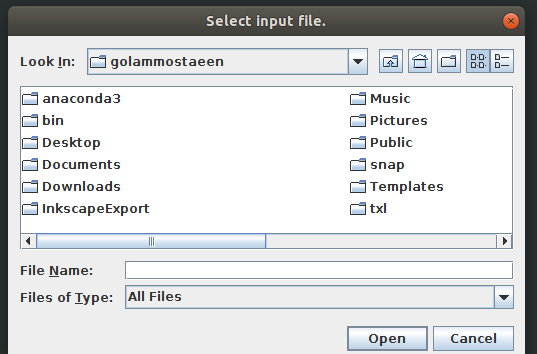 Select input file.
Look In: golammostaeen
anaconda3 Music
bin Pictures
Desktop Public
Documents snap
Downloads Templates
InkscapeExport txl
File Name:
Files of Type: All Files
Open Cancel